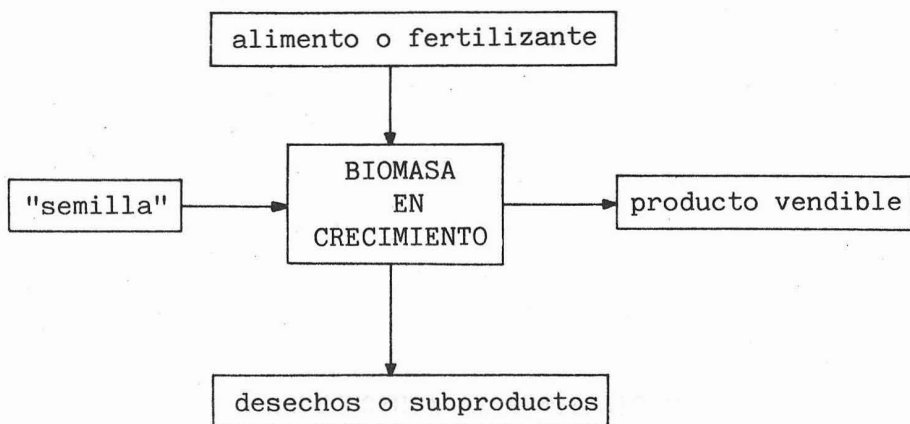 alimento o fertilizante
BIOMASA
EN
CRECIMIENTO
"semilla"
producto vendible
desechos o subproductos